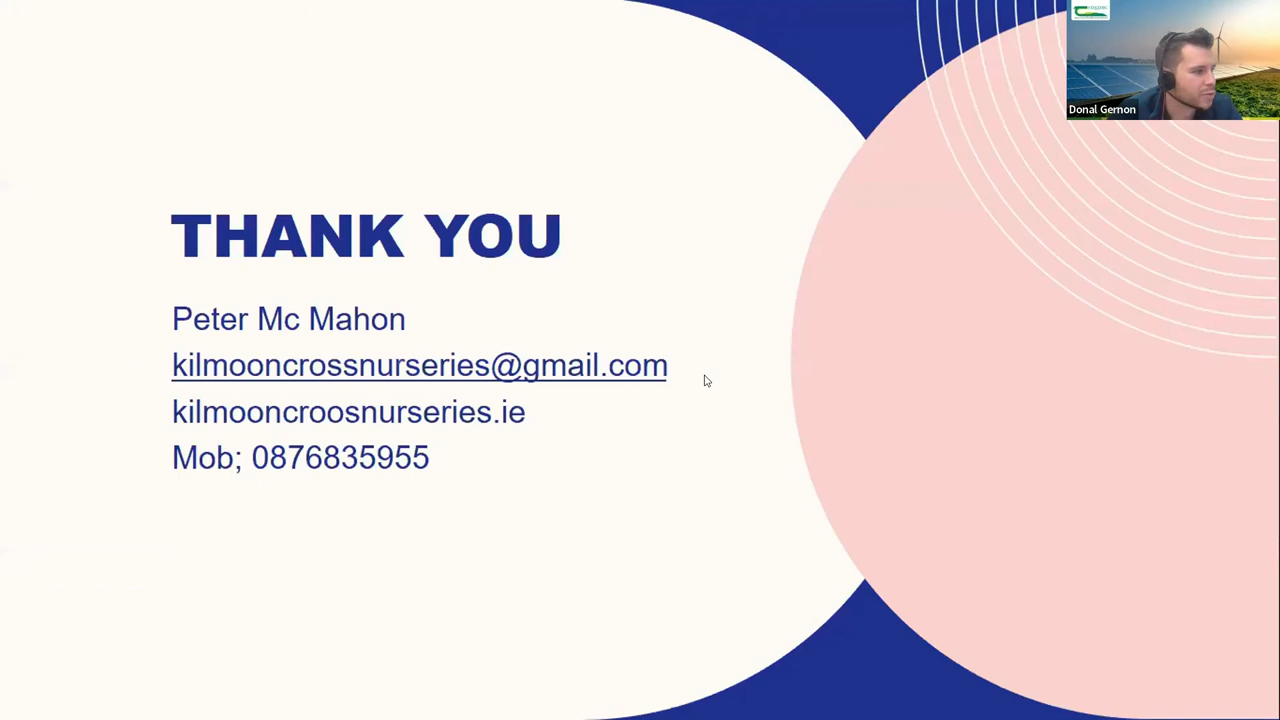 THANK YOU
Peter Mc Mahon
kilmooncrossnurseries@gmail.com
kilmooncroosnurseries.ie
Mob; 0876835955
Donal Gernon